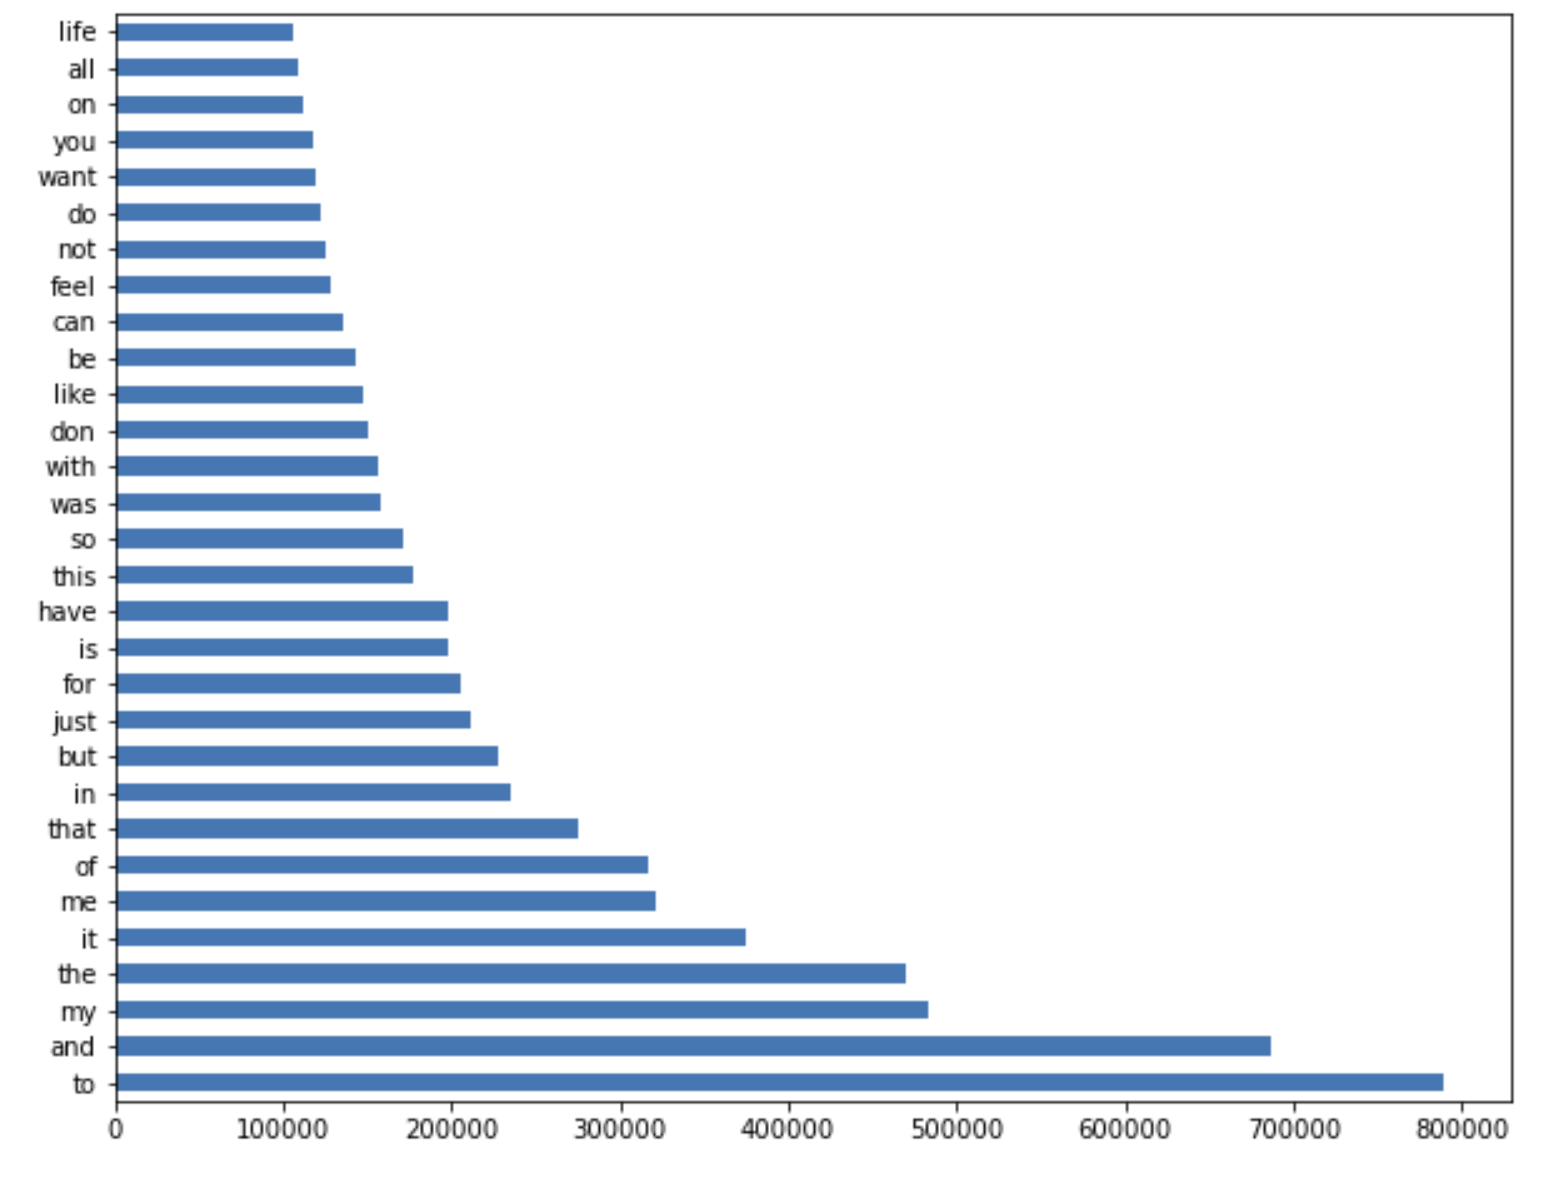 life
all
on
you
want
do
not
feel
can
be
like
don
with
was
so
this
have
is
for
just
but
in
that
of
me
it
the
my
and
to
0 100000 200000 300000 400000 500000 600000 700000 800000